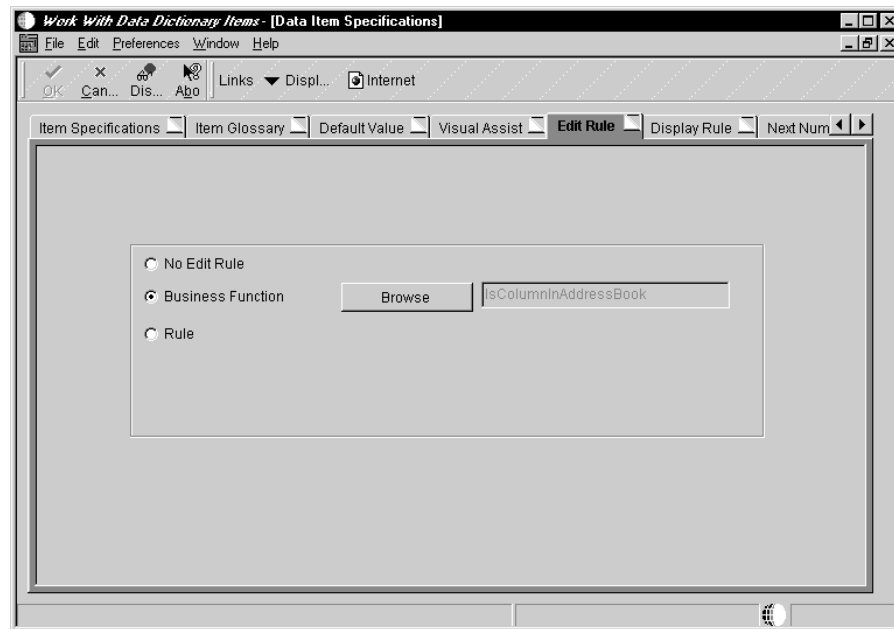 Work With Data Dictionary Items - [Data Item Specifications]
File Edit Preferences Window Help
OK Can... Dis... Abo Links Displ... Internet
Item Specifications Item Glossary Default Value Visual Assist Edit Rule Display Rule Next Num
No Edit Rule
Business Function Browse IsColumnInAddressBook
Rule